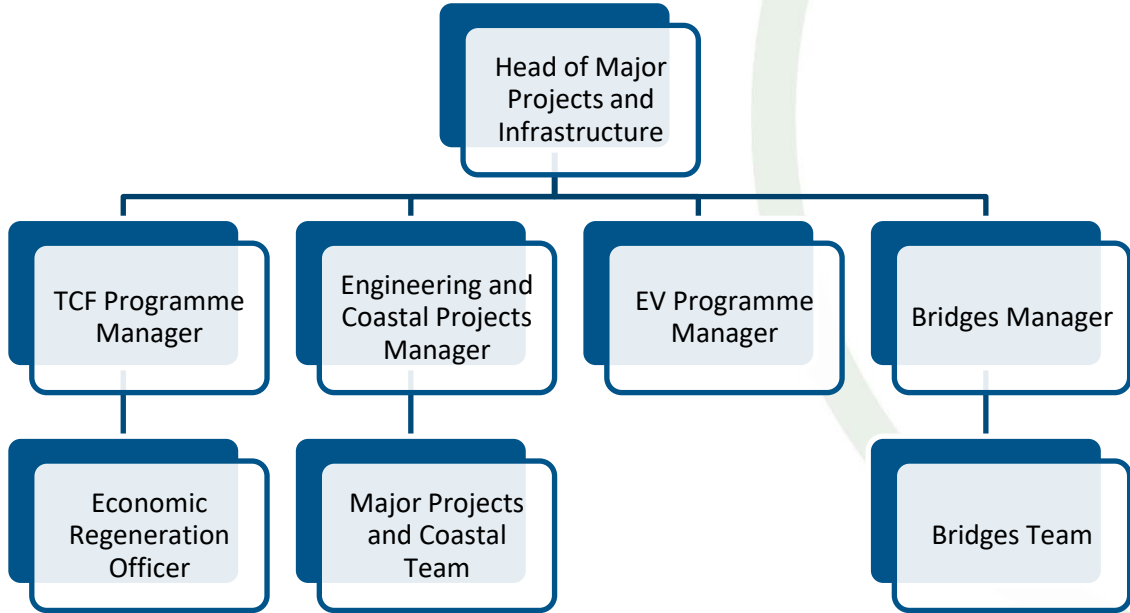 Head of Major
Projects and
Infrastructure
TCF Programme
Manager
Engineering and
Coastal Projects
Manager
EV Programme
Manager
Bridges Manager
Economic
Regeneration
Officer
Major Projects
and Coastal
Team
Bridges Team